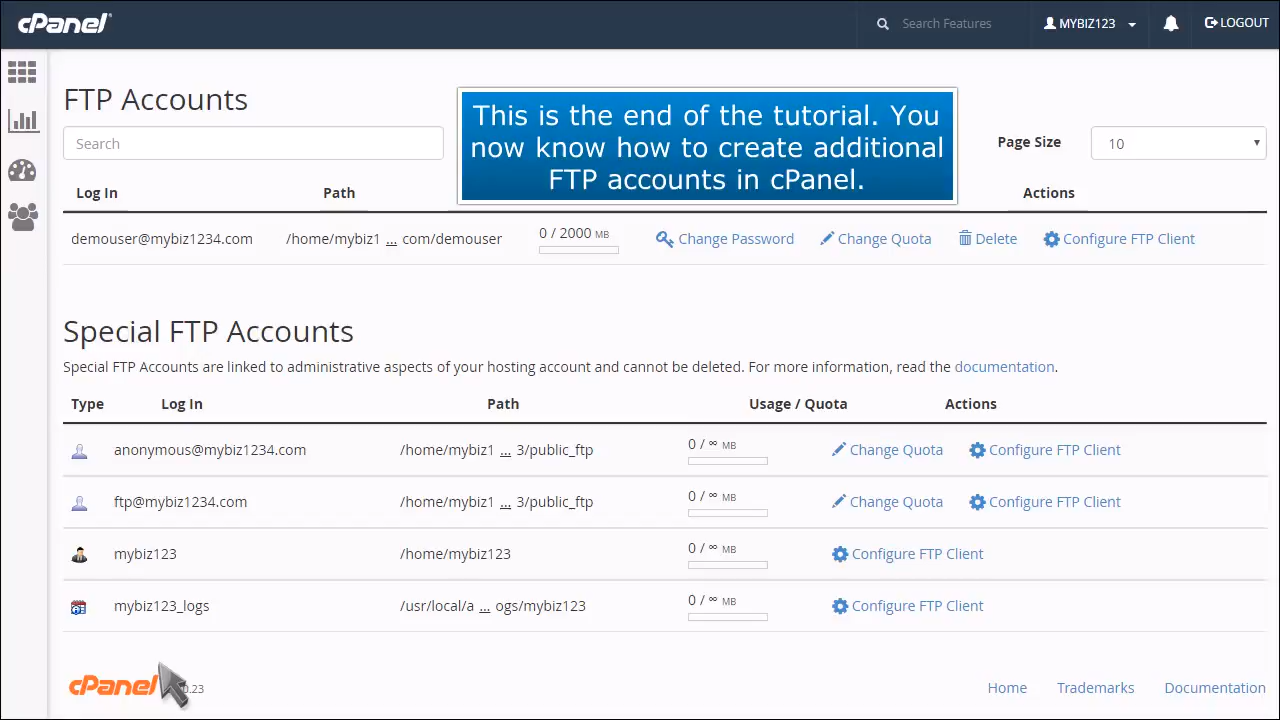 cPanel
Search Features
MYBIZ123
LOGOUT
FTP Accounts
This is the end of the tutorial. You
now know how to create additional
FTP accounts in cPanel.
Search
Page Size
10
Log In Path Actions
demouser@mybiz1234.com /home/mybiz1 ... com/demouser 0 / 2000 MB Change Password Change Quota Delete Configure FTP Client
Special FTP Accounts
Special FTP Accounts are linked to administrative aspects of your hosting account and cannot be deleted. For more information, read the documentation.
Type Log In Path Usage / Quota Actions
anonymous@mybiz1234.com /home/mybiz1 ... 3/public_ftp 0 / ∞ MB Change Quota Configure FTP Client
ftp@mybiz1234.com /home/mybiz1 ... 3/public_ftp 0 / ∞ MB Change Quota Configure FTP Client
mybiz123 /home/mybiz123 0 / ∞ MB Configure FTP Client
mybiz123_logs /usr/local/a ... ogs/mybiz123 0 / ∞ MB Configure FTP Client
cPanel
Home Trademarks Documentation